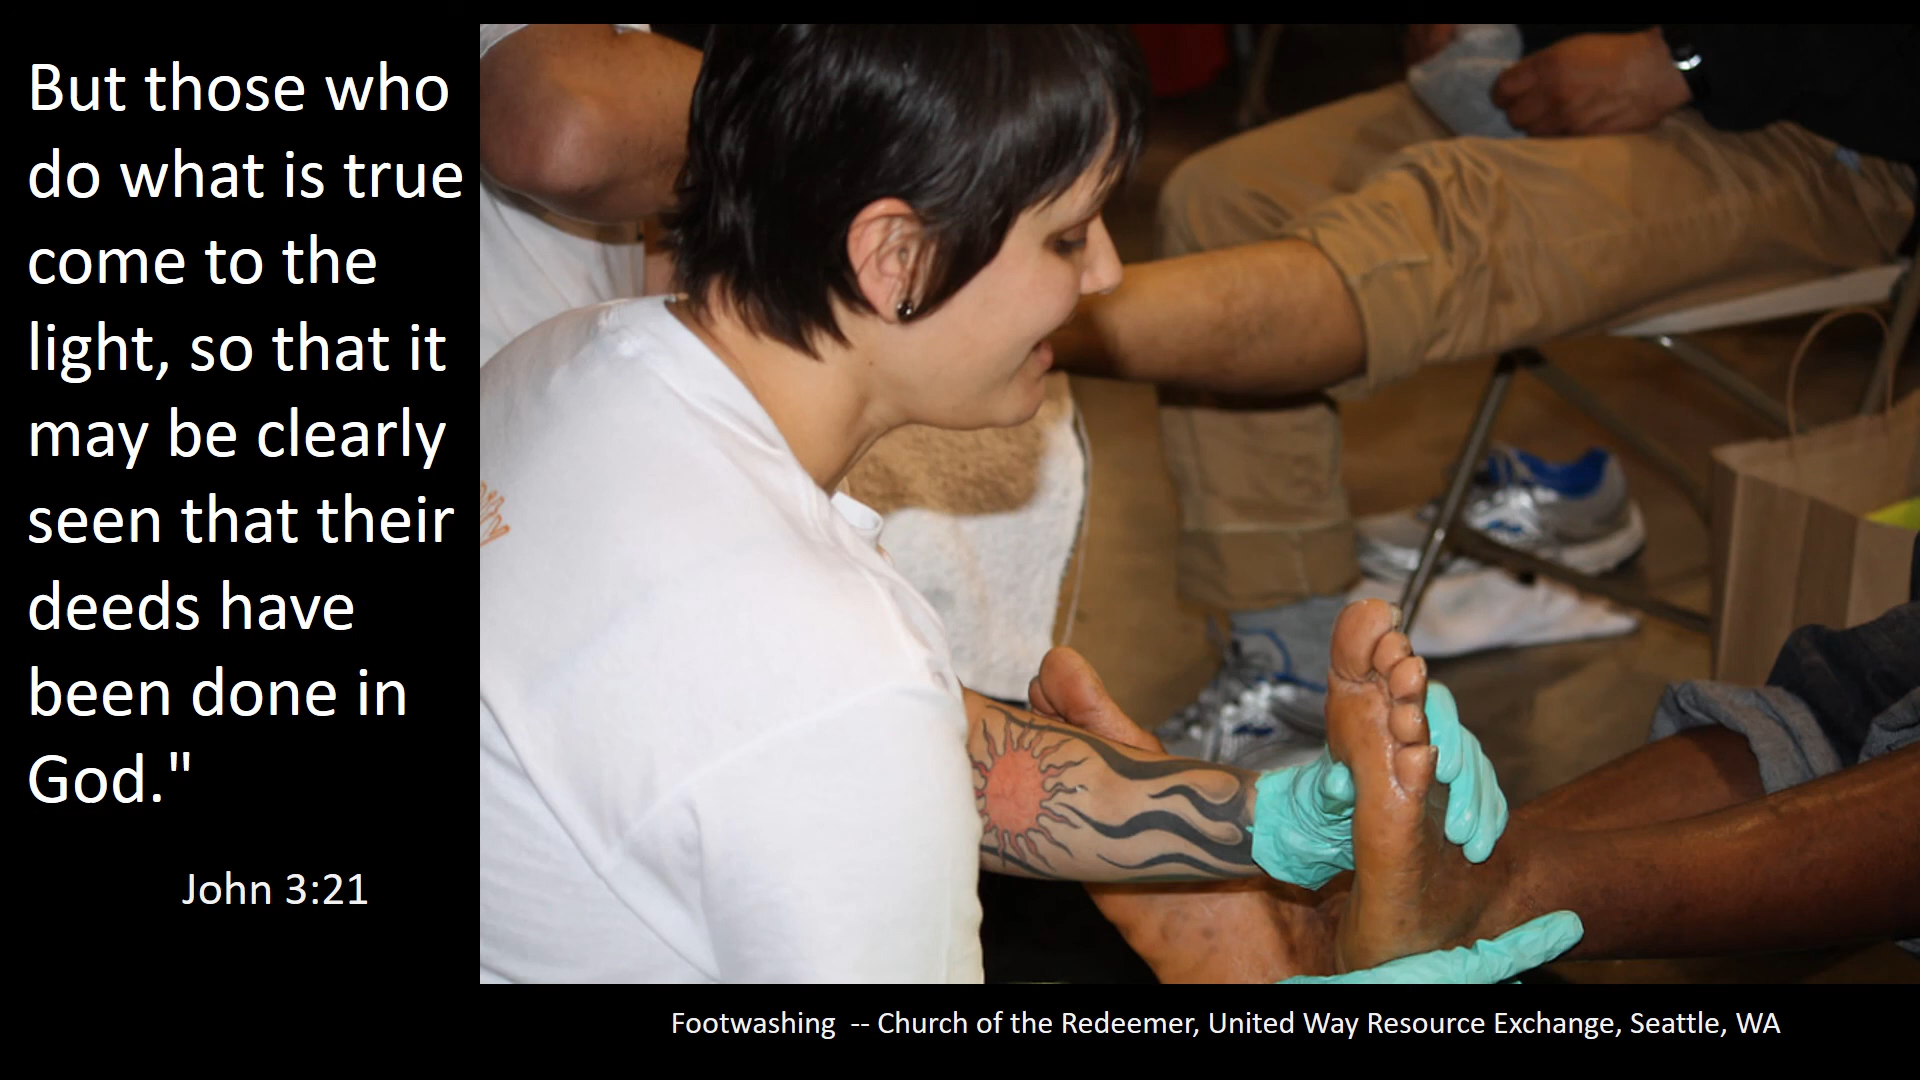 But those who
do what is true
come to the
light, so that it
may be clearly
seen that their
deeds have
been done in
God."
John 3:21
Footwashing -- Church of the Redeemer, United Way Resource Exchange, Seattle, WA